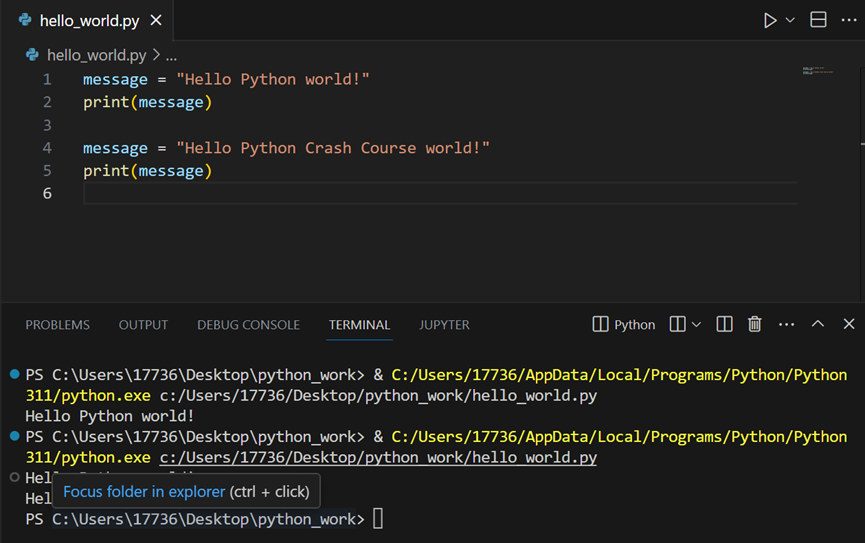 hello_world.py
hello_world.py > ...
1 message = "Hello Python world!"
2 print(message)
3
4 message = "Hello Python Crash Course world!"
5 print(message)
6
PROBLEMS OUTPUT DEBUG CONSOLE TERMINAL JUPYTER Python
PS C:\Users\17736\Desktop\python_work> & C:/Users/17736/AppData/Local/Programs/Python/Python
311/python.exe c:/Users/17736/Desktop/python_work/hello_world.py
Hello Python world!
PS C:\Users\17736\Desktop\python_work> & C:/Users/17736/AppData/Local/Programs/Python/Python
311/python.exe c:/Users/17736/Desktop/python_work/hello_world.py
Hel
Focus folder in explorer (ctrl + click)
Hel
PS C:\Users\17736\Desktop\python_work>